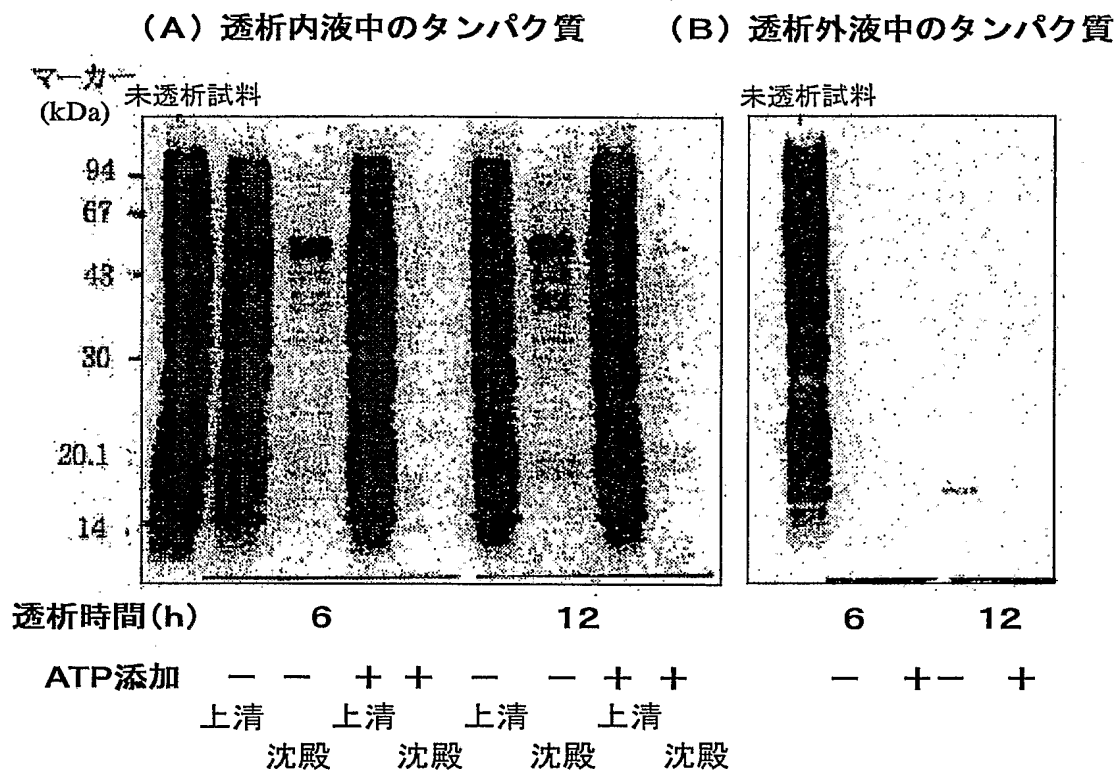 （A）透析内液中のタンパク質
（B）透析外液中のタンパク質
マーカー
(kDa)
未透析試料
未透析試料
94
67
43
30
20.1
14
透析時間(h) 6 12 6 12
ATP添加 − − + + − − + + − + − +
上清 上清 上清 上清
沈殿 沈殿 沈殿 沈殿